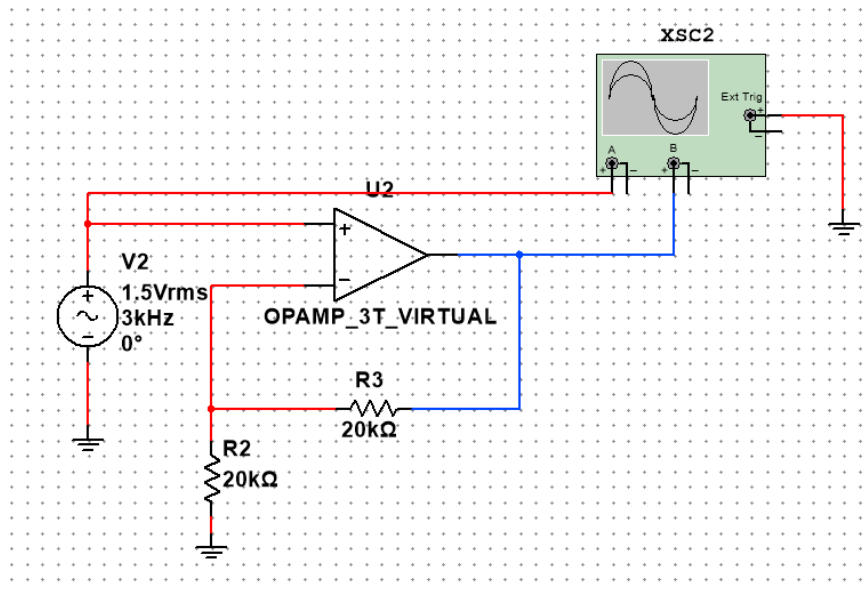 XSC2
Ext Trig
+
−
A
B
+ −
+ −
U2
+
−
OPAMP_3T_VIRTUAL
V2
1.5Vrms
3kHz
0°
+
−
R3
20kΩ
R2
20kΩ